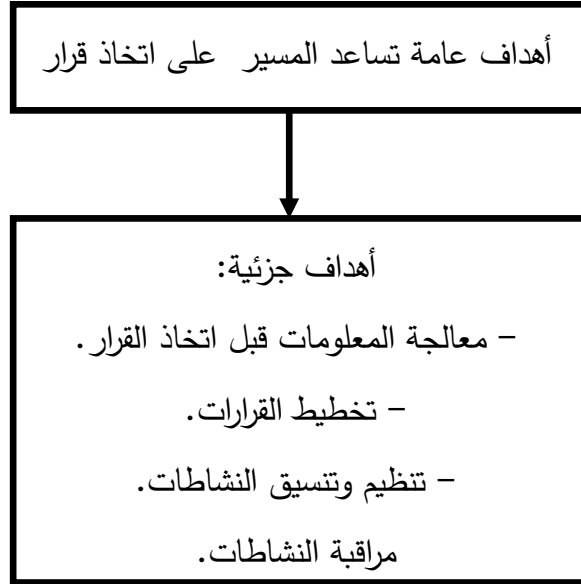 أهداف عامة تساعد المسير على اتخاذ قرار
أهداف جزئية:
- معالجة المعلومات قبل اتخاذ القرار.
- تخطيط القرارات.
- تنظيم وتنسيق النشاطات.
مراقبة النشاطات.